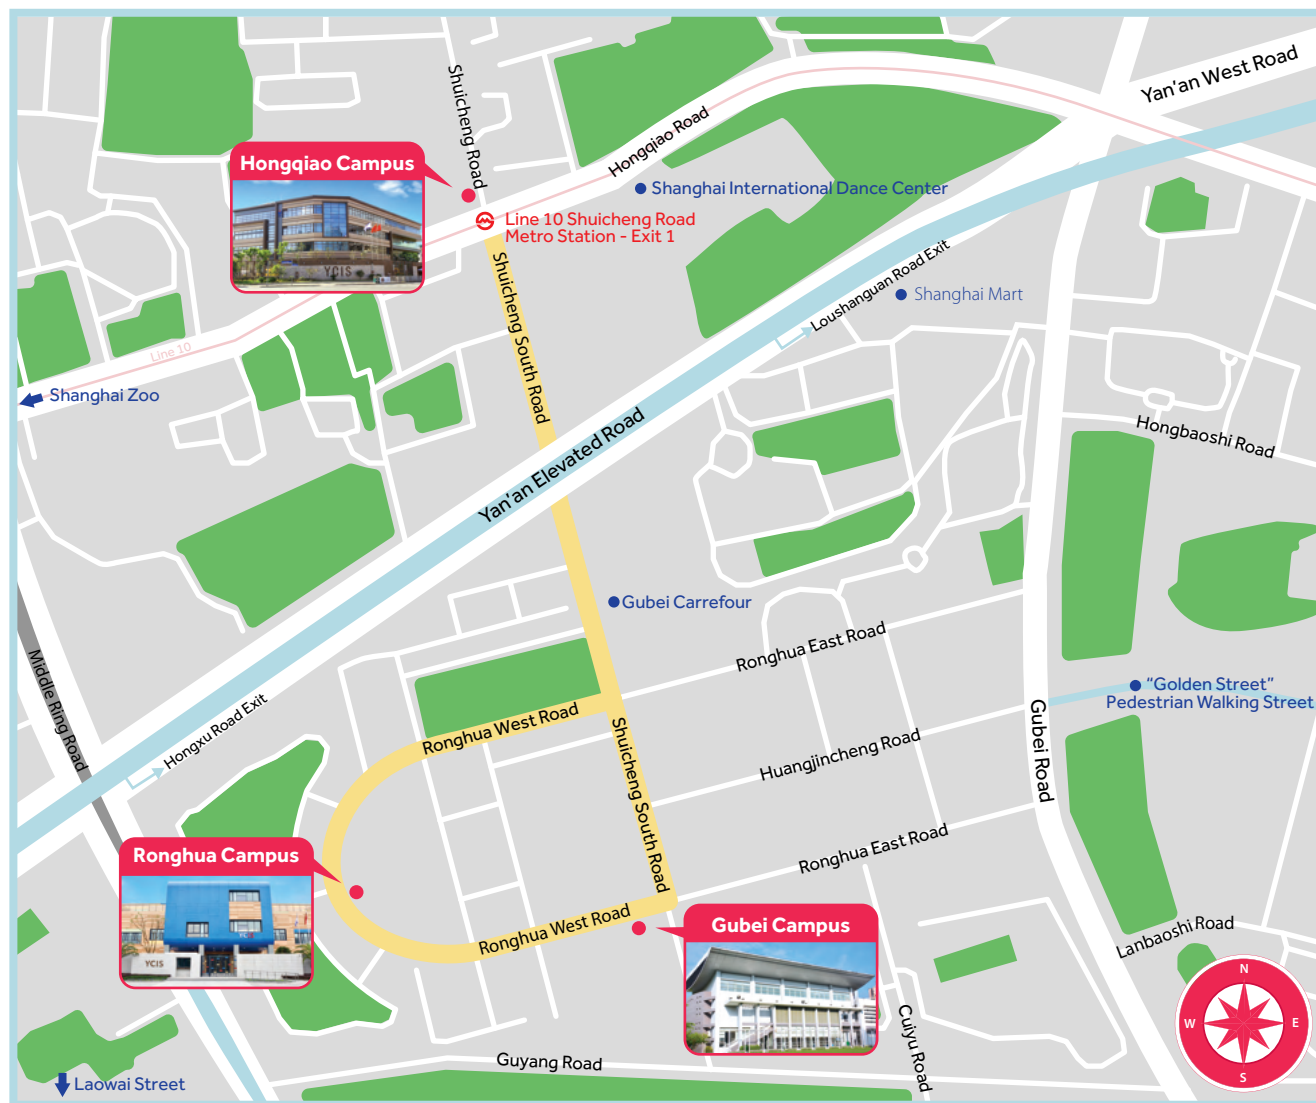 Yan'an West Road
Shuicheng Road
Hongqiao Road
Hongqiao Campus
YCIS
Shanghai International Dance Center
Line 10 Shuicheng Road
Metro Station - Exit 1
Shuicheng South Road
Loushanguan Road Exit
Shanghai Mart
Line 10
Shanghai Zoo
Yan'an Elevated Road
Hongbaoshi Road
Gubei Carrefour
Ronghua East Road
Middle Ring Road
Hongxu Road Exit
"Golden Street"
Pedestrian Walking Street
Ronghua West Road
Shuicheng South Road
Huangjincheng Road
Gubei Road
Ronghua Campus
YCIS
Ronghua East Road
Ronghua West Road
Gubei Campus
Lanbaoshi Road
N
W
E
S
Cuiyu Road
Guyang Road
Laowai Street